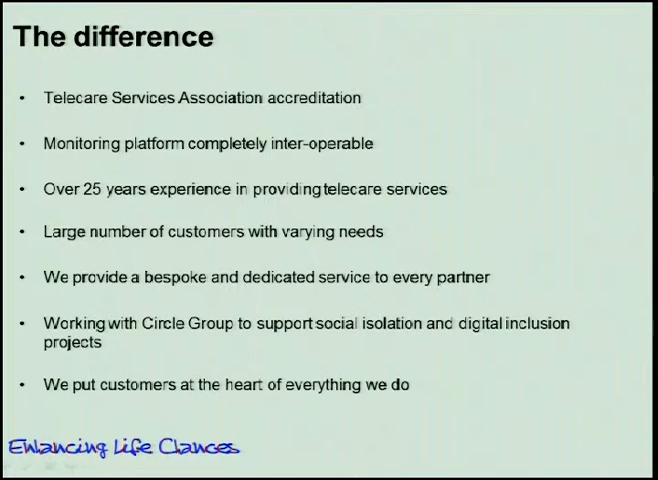 The difference
• Telecare Services Association accreditation
• Monitoring platform completely inter-operable
• Over 25 years experience in providing telecare services
• Large number of customers with varying needs
• We provide a bespoke and dedicated service to every partner
• Working with Circle Group to support social isolation and digital inclusion
projects
• We put customers at the heart of everything we do
Enhancing Life Chances